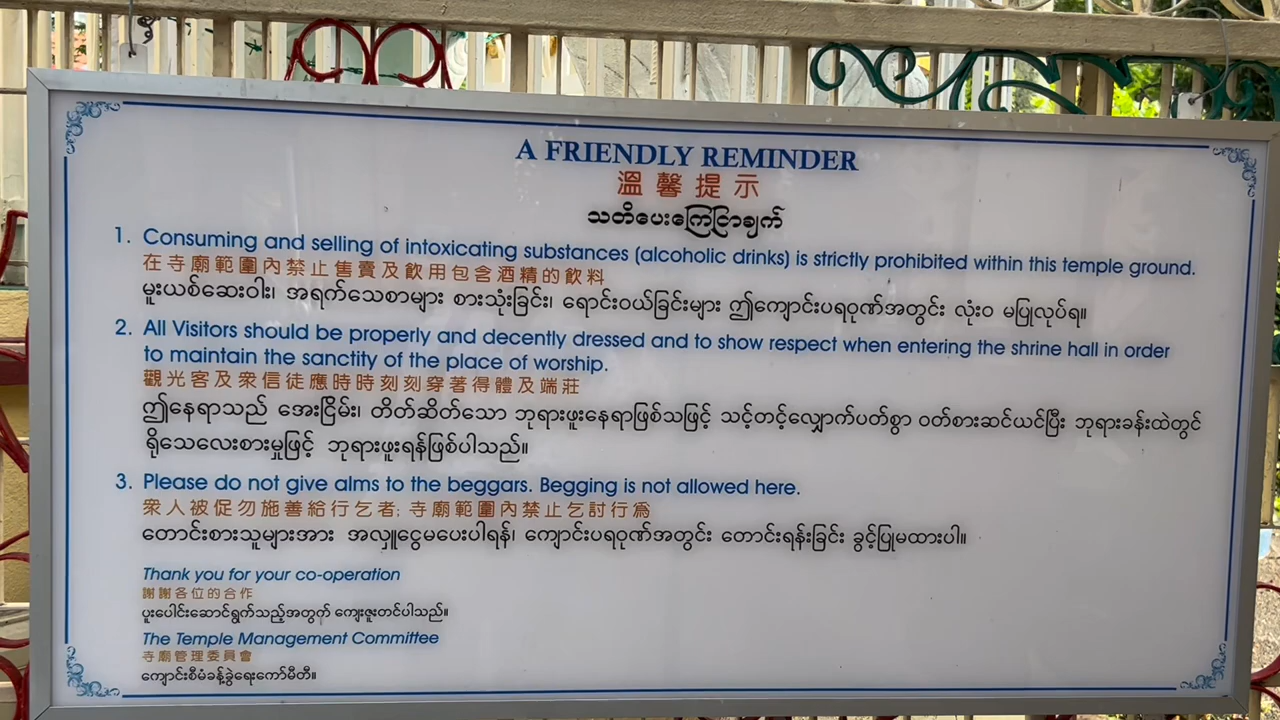 A FRIENDLY REMINDER
溫馨提示
သတိပေးကြေငြာချက်
1. Consuming and selling of intoxicating substances (alcoholic drinks) is strictly prohibited within this temple ground.
在寺廟範圍內禁止售賣及飲用包含酒精的飲料
မူးယစ်ဆေးဝါး၊ အရက်သေစာများ စားသုံးခြင်း၊ ရောင်းဝယ်ခြင်းများ ဤကျောင်းပရဝုဏ်အတွင်း လုံးဝ မပြုလုပ်ရ။
2. All Visitors should be properly and decently dressed and to show respect when entering the shrine hall in order
to maintain the sanctity of the place of worship.
觀光客及衆信徒應時時刻刻穿著得體及端莊
ဤနေရာသည် အေးငြိမ်း၊ တိတ်ဆိတ်သော ဘုရားဖူးနေရာဖြစ်သဖြင့် သင့်တင့်လျှောက်ပတ်စွာ ဝတ်စားဆင်ယင်ပြီး ဘုရားခန်းထဲတွင်
ရိုသေလေးစားမှုဖြင့် ဘုရားဖူးရန်ဖြစ်ပါသည်။
3. Please do not give alms to the beggars. Begging is not allowed here.
衆人被促勿施善給行乞者; 寺廟範圍內禁止乞討行爲
တောင်းစားသူများအား အလှူငွေမပေးပါရန်၊ ကျောင်းပရဝုဏ်အတွင်း တောင်းရန်းခြင်း ခွင့်ပြုမထားပါ။
Thank you for your co-operation
謝謝各位的合作
ပူးပေါင်းဆောင်ရွက်သည့်အတွက် ကျေးဇူးတင်ပါသည်။
The Temple Management Committee
寺廟管理委員會
ကျောင်းစီမံခန့်ခွဲရေးကော်မီတီ။